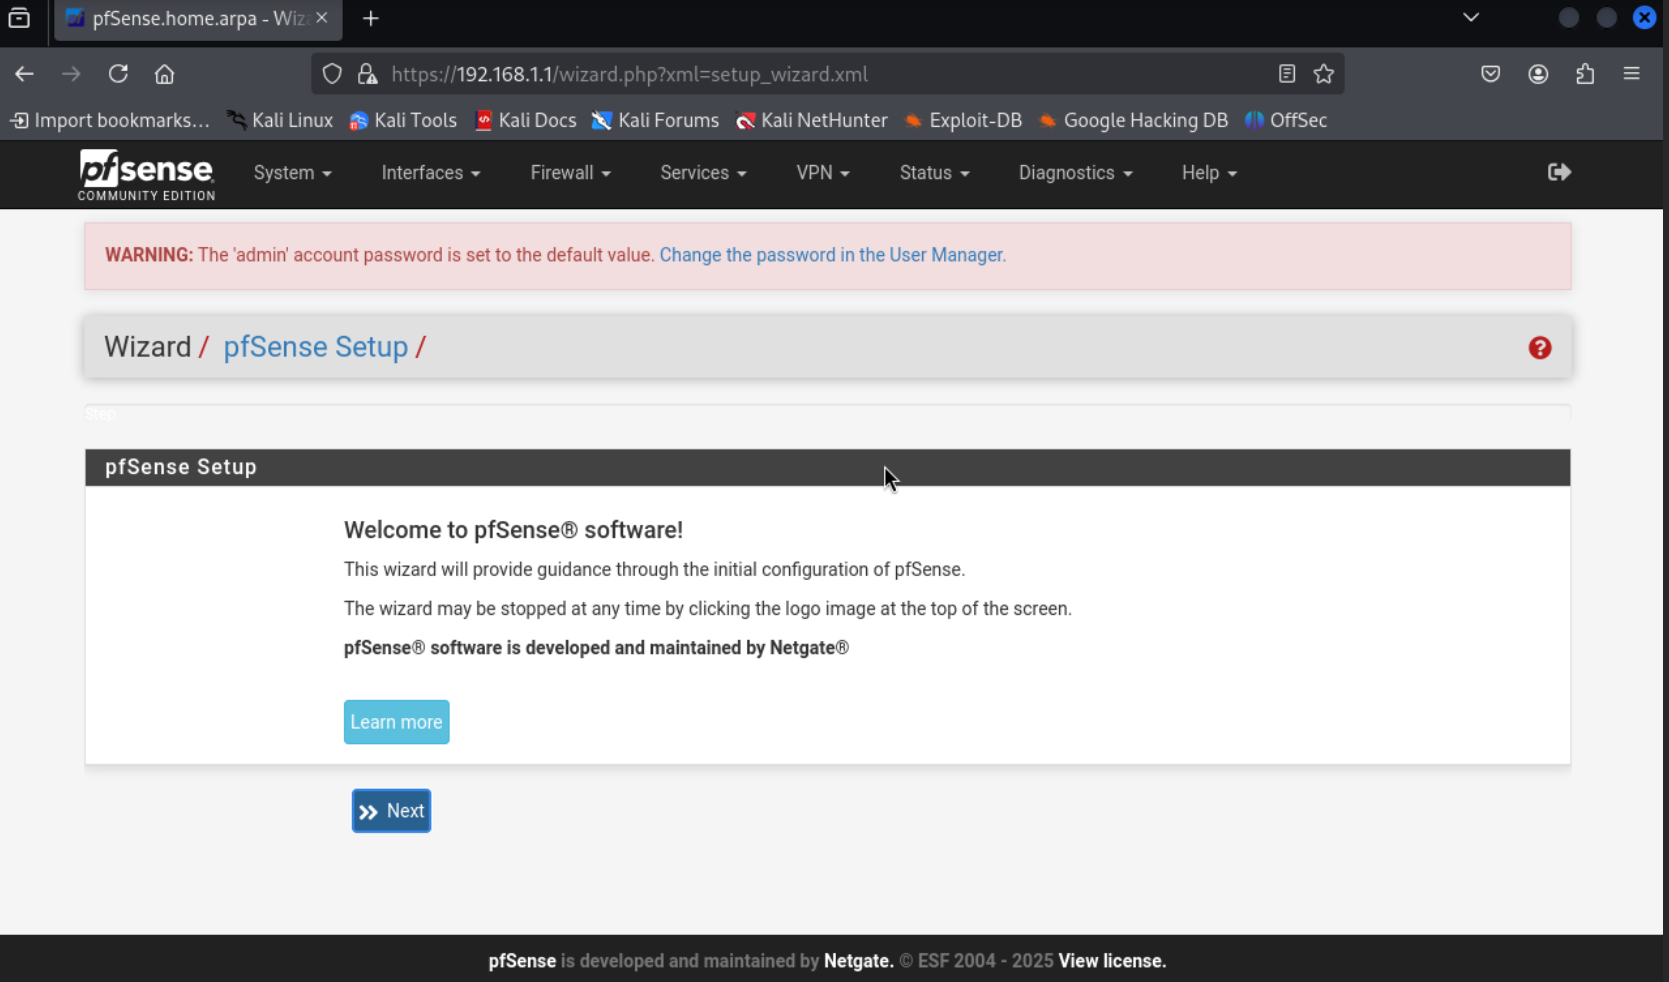 pfSense.home.arpa - Wiz
https://192.168.1.1/wizard.php?xml=setup_wizard.xml
Import bookmarks... Kali Linux Kali Tools Kali Docs Kali Forums Kali NetHunter Exploit-DB Google Hacking DB OffSec
pfsense System Interfaces Firewall Services VPN Status Diagnostics Help
COMMUNITY EDITION
WARNING: The 'admin' account password is set to the default value. Change the password in the User Manager.
Wizard / pfSense Setup /
Step
pfSense Setup
Welcome to pfSense® software!
This wizard will provide guidance through the initial configuration of pfSense.
The wizard may be stopped at any time by clicking the logo image at the top of the screen.
pfSense® software is developed and maintained by Netgate®
Learn more
Next
pfSense is developed and maintained by Netgate. © ESF 2004 - 2025 View license.